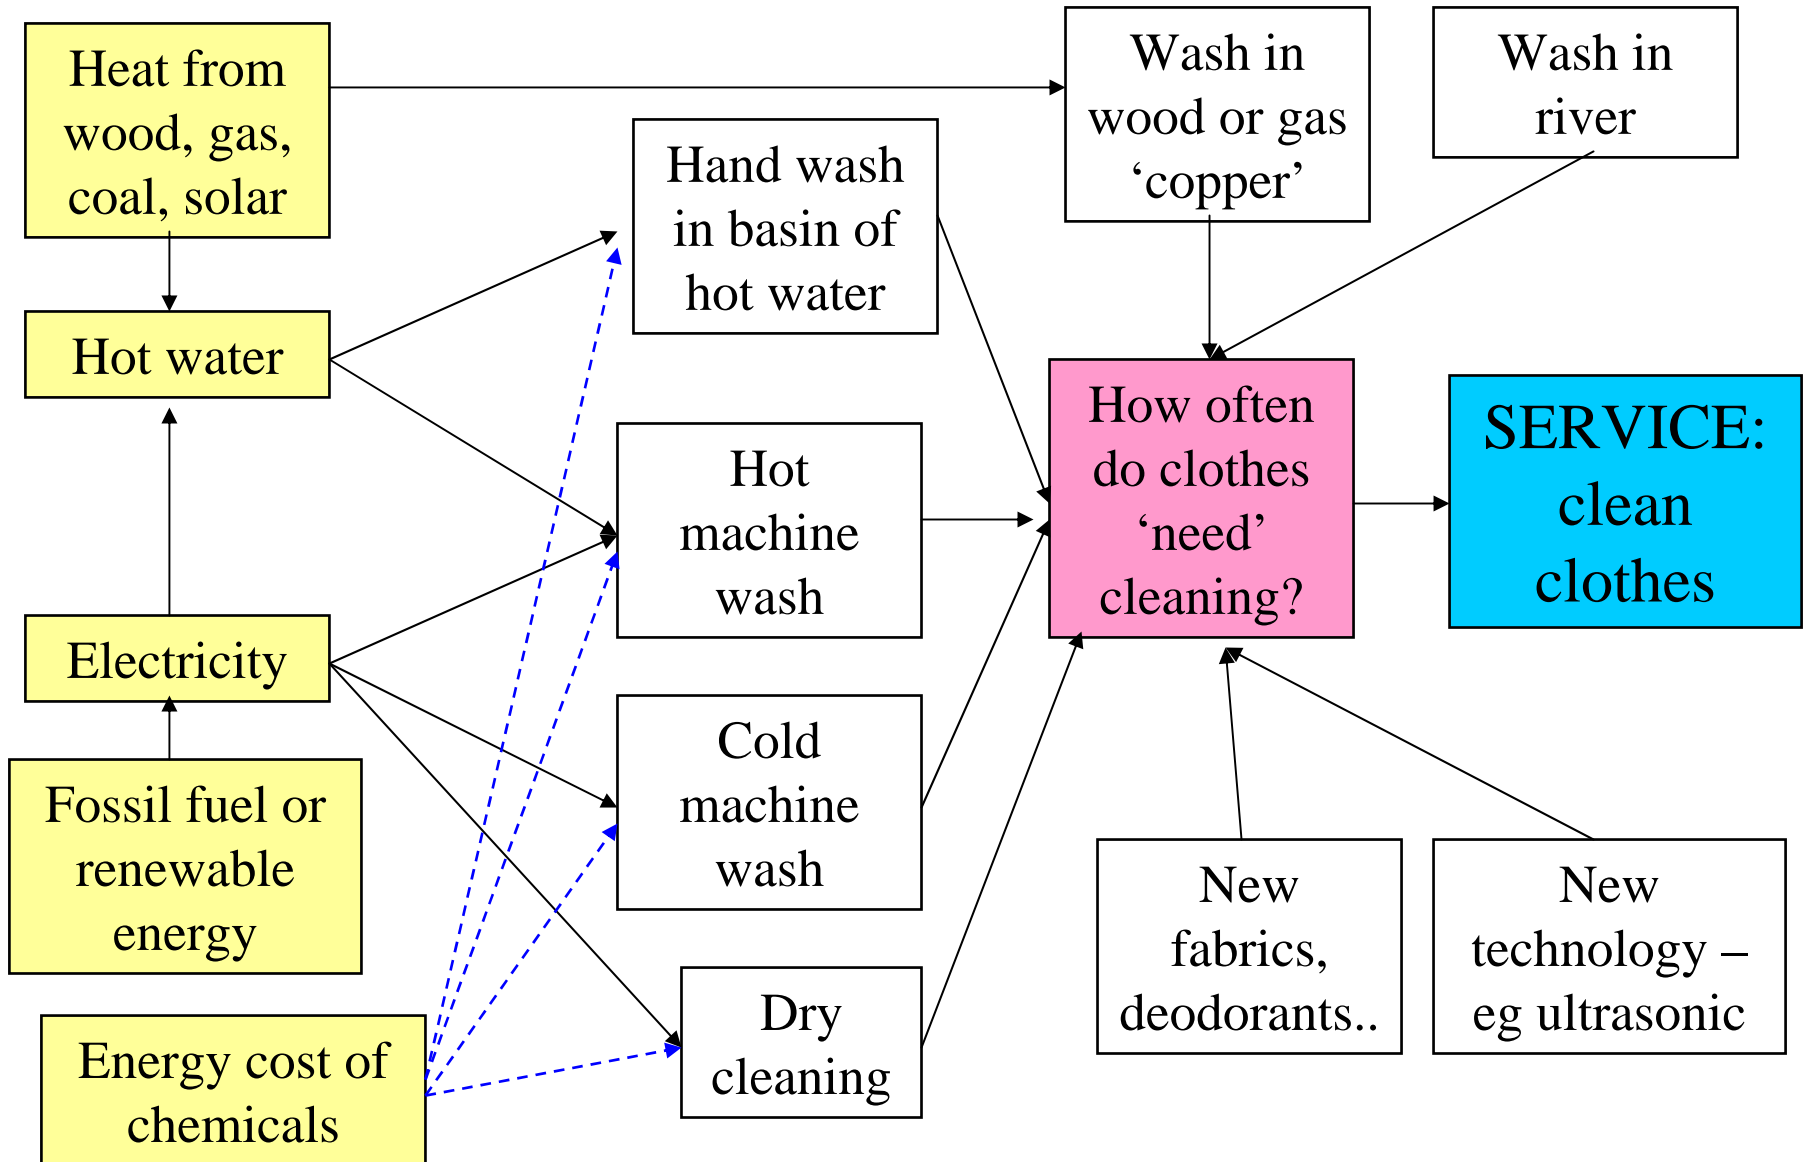 Heat from
wood, gas,
coal, solar
Hot water
Electricity
Fossil fuel or
renewable
energy
Energy cost of
chemicals
Hand wash
in basin of
hot water
Hot
machine
wash
Cold
machine
wash
Dry
cleaning
Wash in
wood or gas
‘copper’
Wash in
river
How often
do clothes
‘need’
cleaning?
SERVICE:
clean
clothes
New
fabrics,
deodorants..
New
technology –
eg ultrasonic